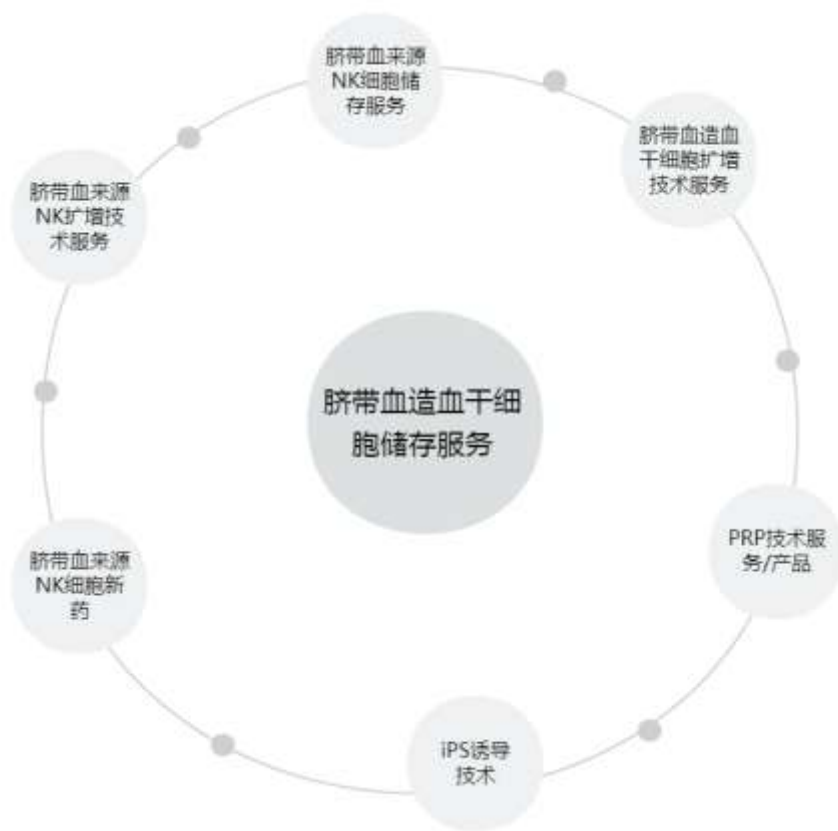 脐带血来源
NK细胞储
存服务
脐带血造血
干细胞扩增
技术服务
脐带血来源
NK扩增技
术服务
脐带血造血干细
胞储存服务
PRP技术服
务/产品
脐带血来源
NK细胞新
药
iPS诱导
技术